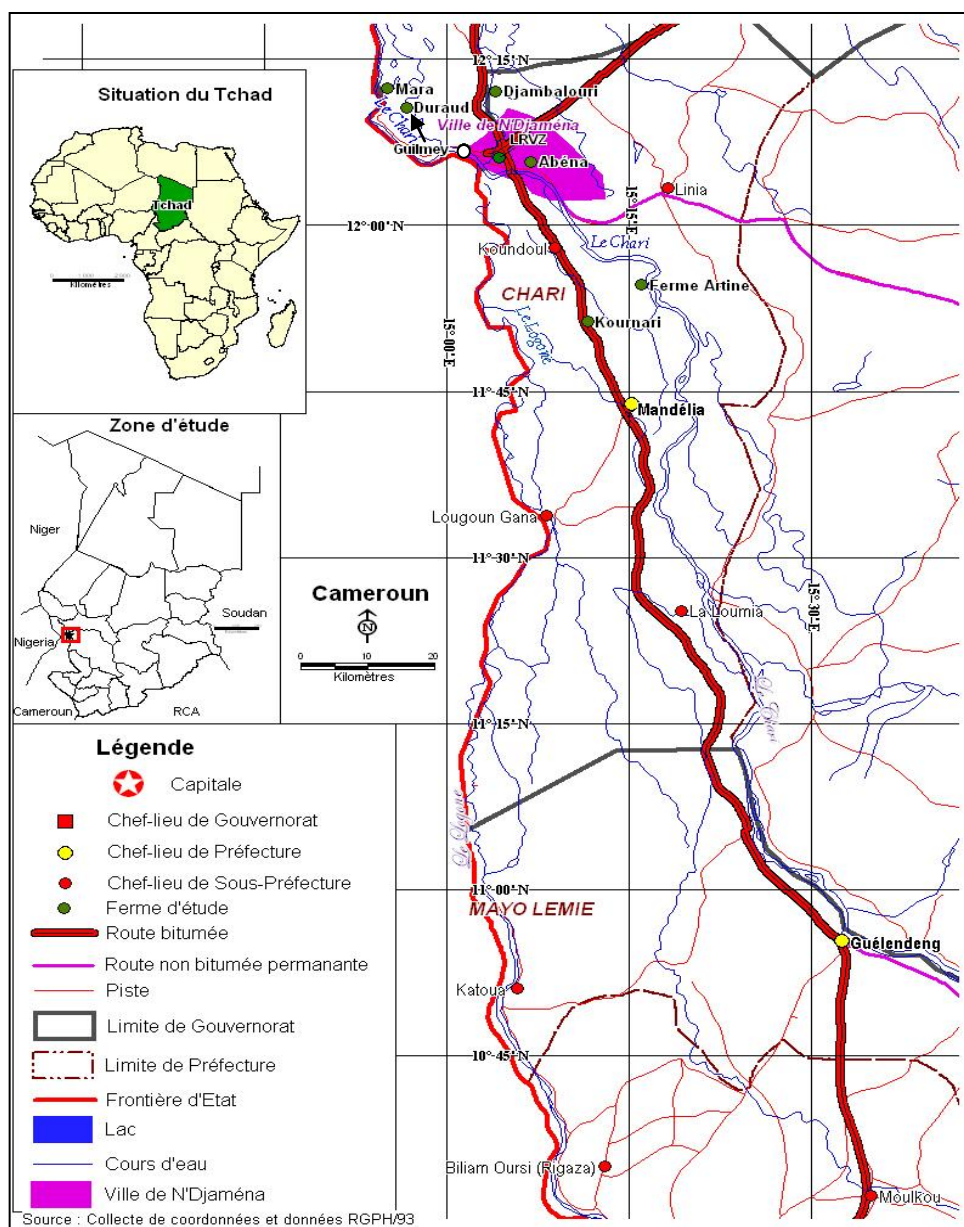 Situation du Tchad
Tchad
Kilomètres
Zone d'étude
Niger
Soudan
Nigeria
Cameroun
RCA
Cameroun
N
0 10 20
Kilomètres
12° 15' N
Mara
Djambalouri
Duraud
Le Chari
Ville de N'Djaména
LRVZ
Guilmey
Abéna
15° 15' E
Linia
12° 00' N
Le Chari
Koundoul
Ferme Artine
CHARI
Le Logone
Kournari
15° 00' E
11° 45' N
Mandélia
Lougoun Gana
11° 30' N
15° 30' E
La Loumia
Le Chari
11° 15' N
Le Logone
11° 00' N
MAYO LEMIE
Guélendeng
Katoua
10° 45' N
Biliam Oursi (Rigaza)
Moulkou
Légende
Capitale
Chef-lieu de Gouvernorat
Chef-lieu de Préfecture
Chef-lieu de Sous-Préfecture
Ferme d'étude
Route bitumée
Route non bitumée permanante
Piste
Limite de Gouvernorat
Limite de Préfecture
Frontière d'Etat
Lac
Cours d'eau
Ville de N'Djaména
Source : Collecte de coordonnées et données RGPH/93